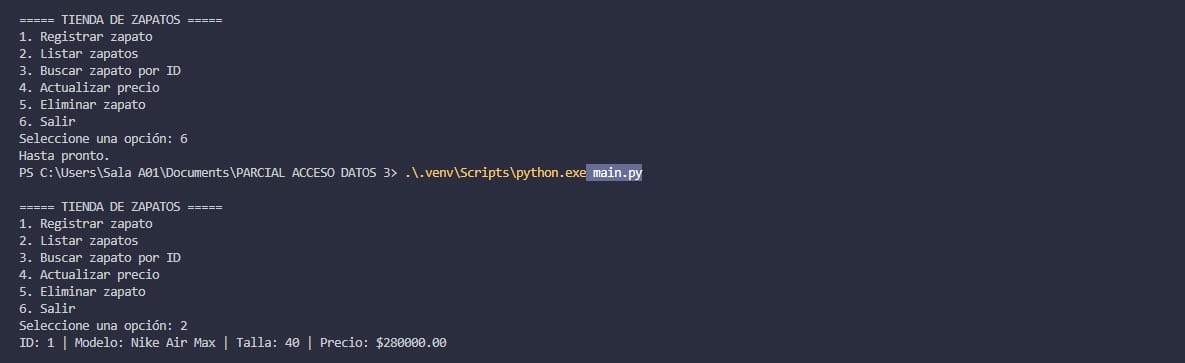 ===== TIENDA DE ZAPATOS =====
1. Registrar zapato
2. Listar zapatos
3. Buscar zapato por ID
4. Actualizar precio
5. Eliminar zapato
6. Salir
Seleccione una opción: 6
Hasta pronto.
PS C:\Users\Sala A01\Documents\PARCIAL ACCESO DATOS 3> .\.venv\Scripts\python.exe main.py
===== TIENDA DE ZAPATOS =====
1. Registrar zapato
2. Listar zapatos
3. Buscar zapato por ID
4. Actualizar precio
5. Eliminar zapato
6. Salir
Seleccione una opción: 2
ID: 1 | Modelo: Nike Air Max | Talla: 40 | Precio: $280000.00